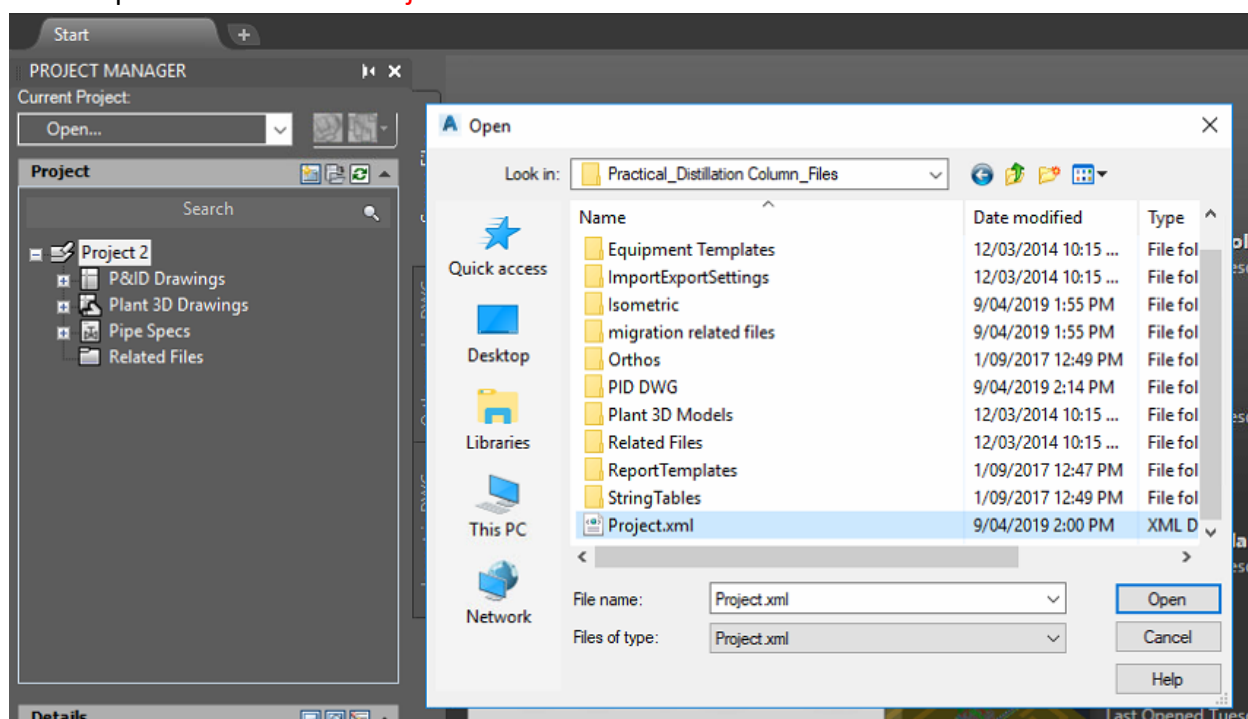 Start
PROJECT MANAGER
Current Project:
Open...
Project
Search
Project 2
P&ID Drawings
Plant 3D Drawings
Pipe Specs
Related Files
Details
Open
Look in: Practical_Distillation Column_Files
Quick access
Desktop
Libraries
This PC
Network
Name Date modified Type
Equipment Templates 12/03/2014 10:15 ... File fol
ImportExportSettings 12/03/2014 10:15 ... File fol
Isometric 9/04/2019 1:55 PM File fol
migration related files 9/04/2019 1:55 PM File fol
Orthos 1/09/2017 12:49 PM File fol
PID DWG 9/04/2019 2:14 PM File fol
Plant 3D Models 12/03/2014 10:15 ... File fol
Related Files 12/03/2014 10:15 ... File fol
ReportTemplates 1/09/2017 12:47 PM File fol
StringTables 1/09/2017 12:49 PM File fol
Project.xml 9/04/2019 2:00 PM XML D
File name: Project.xml Open
Files of type: Project.xml Cancel
Help
Last Opened Tues